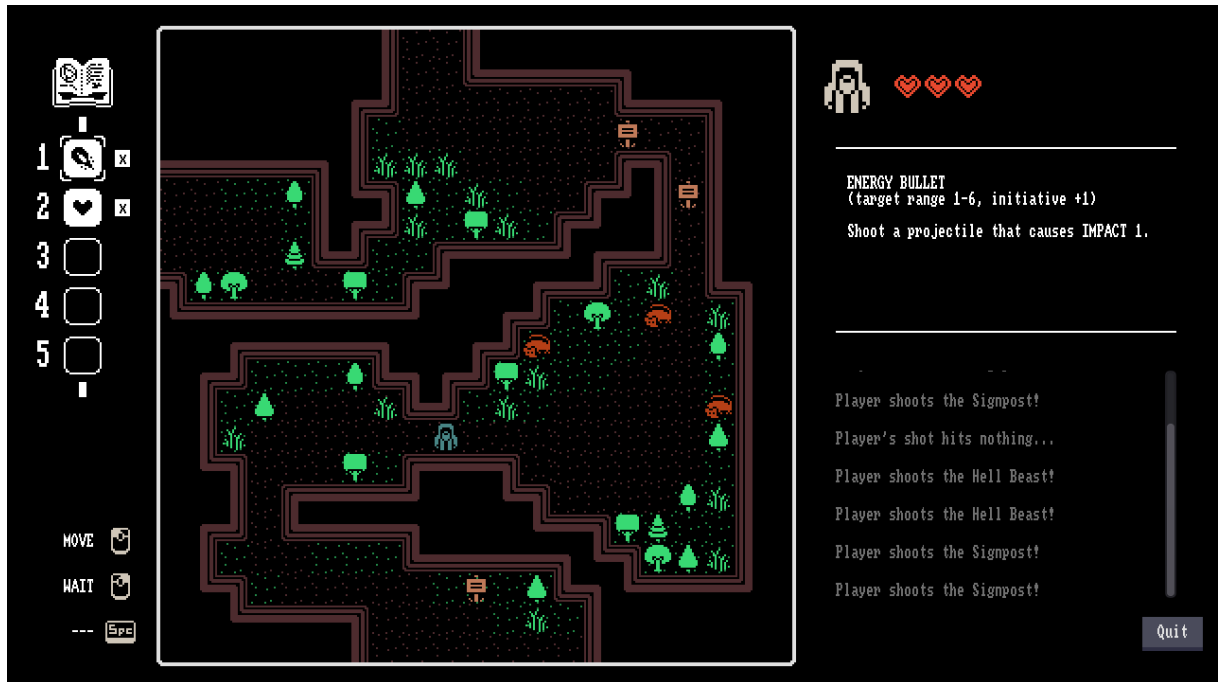 1 x
2 x
3
4
5
MOVE
WAIT
--- Spc
ENERGY BULLET
(target range 1-6, initiative +1)
Shoot a projectile that causes IMPACT 1.
Player shoots the Signpost!
Player's shot hits nothing...
Player shoots the Hell Beast!
Player shoots the Hell Beast!
Player shoots the Signpost!
Player shoots the Signpost!
Quit